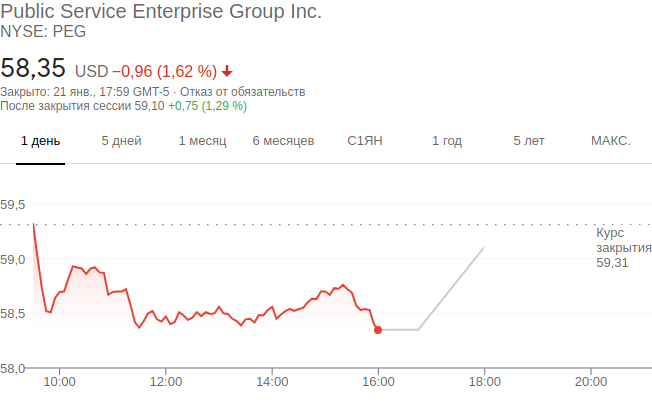 Public Service Enterprise Group Inc.
NYSE: PEG
58,35 USD −0,96 (1,62 %)
Закрыто: 21 янв., 17:59 GMT-5 · Отказ от обязательств
После закрытия сессии 59,10 +0,75 (1,29 %)
1 день 5 дней 1 месяц 6 месяцев С1ЯН 1 год 5 лет МАКС.
59,5
Курс
закрытия
59,31
59,0
58,5
58,0
10:00 12:00 14:00 16:00 18:00 20:00